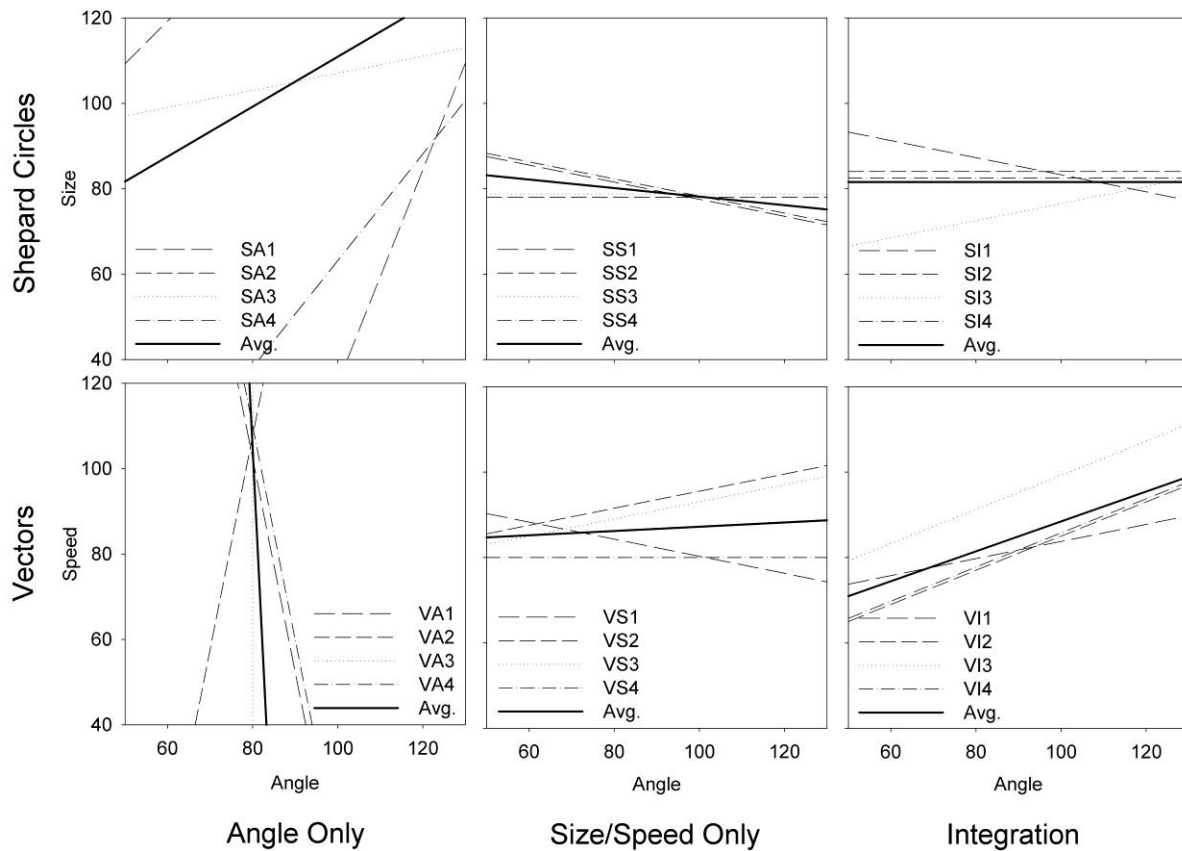 Shepard Circles
Size
120
100
80
60
40
SA1
SA2
SA3
SA4
Avg.
SS1
SS2
SS3
SS4
Avg.
SI1
SI2
SI3
SI4
Avg.
Vectors
Speed
120
100
80
60
40
VA1
VA2
VA3
VA4
Avg.
VS1
VS2
VS3
VS4
Avg.
VI1
VI2
VI3
VI4
Avg.
60 80 100 120
60 80 100 120
60 80 100 120
Angle
Angle
Angle
Angle Only
Size/Speed Only
Integration